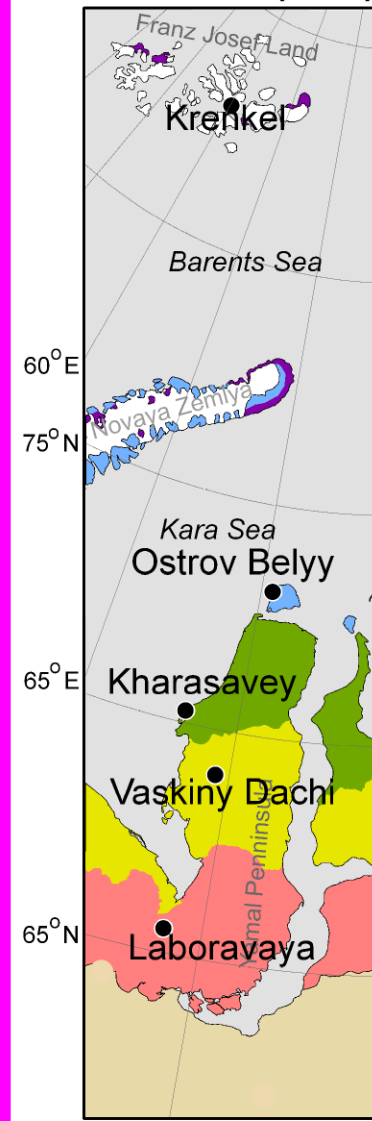 Franz Josef Land
Krenkel
Barents Sea
60°E
Novaya Zemlya
75°N
Kara Sea
Ostrov Belyy
65°E
Kharasavey
Vaskiny Dachi
Yamal Penninsula
65°N
Laboravaya